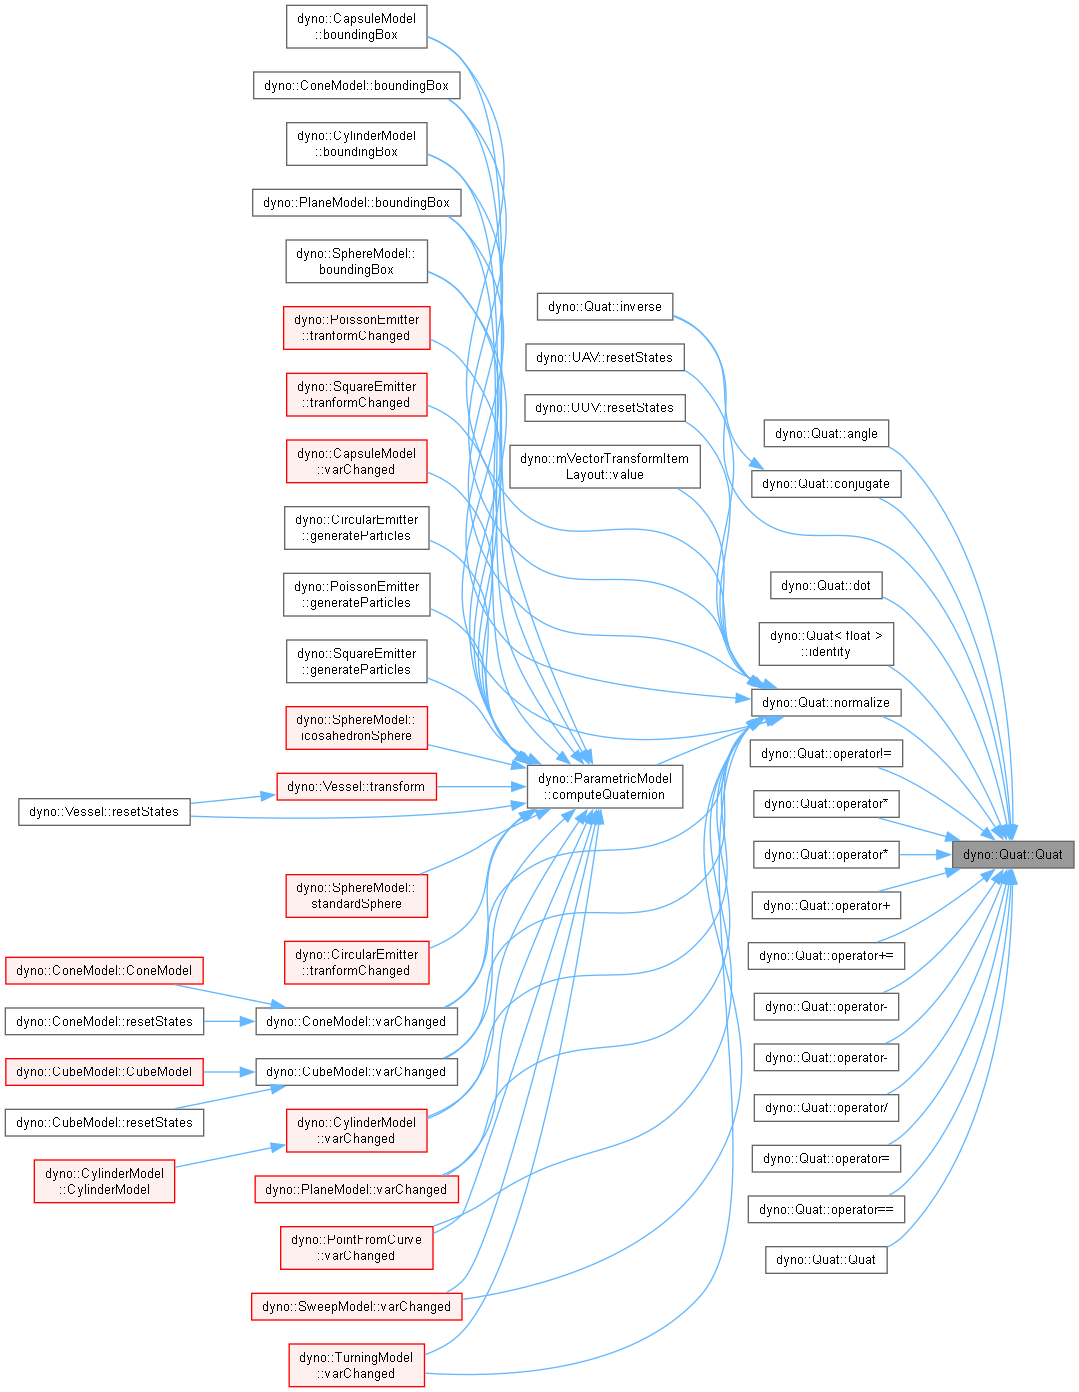 dyno::CapsuleModel
::boundingBox
dyno::ConeModel::boundingBox
dyno::CylinderModel
::boundingBox
dyno::PlaneModel::boundingBox
dyno::SphereModel::
boundingBox
dyno::PoissonEmitter
::tranformChanged
dyno::SquareEmitter
::tranformChanged
dyno::CapsuleModel
::varChanged
dyno::CircularEmitter
::generateParticles
dyno::PoissonEmitter
::generateParticles
dyno::SquareEmitter
::generateParticles
dyno::SphereModel::
icosahedronSphere
dyno::Vessel::transform
dyno::Vessel::resetStates
dyno::SphereModel::
standardSphere
dyno::CircularEmitter
::tranformChanged
dyno::ConeModel::ConeModel
dyno::ConeModel::resetStates
dyno::ConeModel::varChanged
dyno::CubeModel::CubeModel
dyno::CubeModel::varChanged
dyno::CubeModel::resetStates
dyno::CylinderModel
::varChanged
dyno::CylinderModel
::CylinderModel
dyno::PlaneModel::varChanged
dyno::PointFromCurve
::varChanged
dyno::SweepModel::varChanged
dyno::TurningModel
::varChanged
dyno::Quat::inverse
dyno::UAV::resetStates
dyno::UUV::resetStates
dyno::mVectorTransformItem
Layout::value
dyno::ParametricModel
::computeQuaternion
dyno::Quat::angle
dyno::Quat::conjugate
dyno::Quat::dot
dyno::Quat< float >
::identity
dyno::Quat::normalize
dyno::Quat::operator!=
dyno::Quat::operator*
dyno::Quat::operator*
dyno::Quat::operator+
dyno::Quat::operator+=
dyno::Quat::operator-
dyno::Quat::operator-
dyno::Quat::operator/
dyno::Quat::operator=
dyno::Quat::operator==
dyno::Quat::Quat
dyno::Quat::Quat